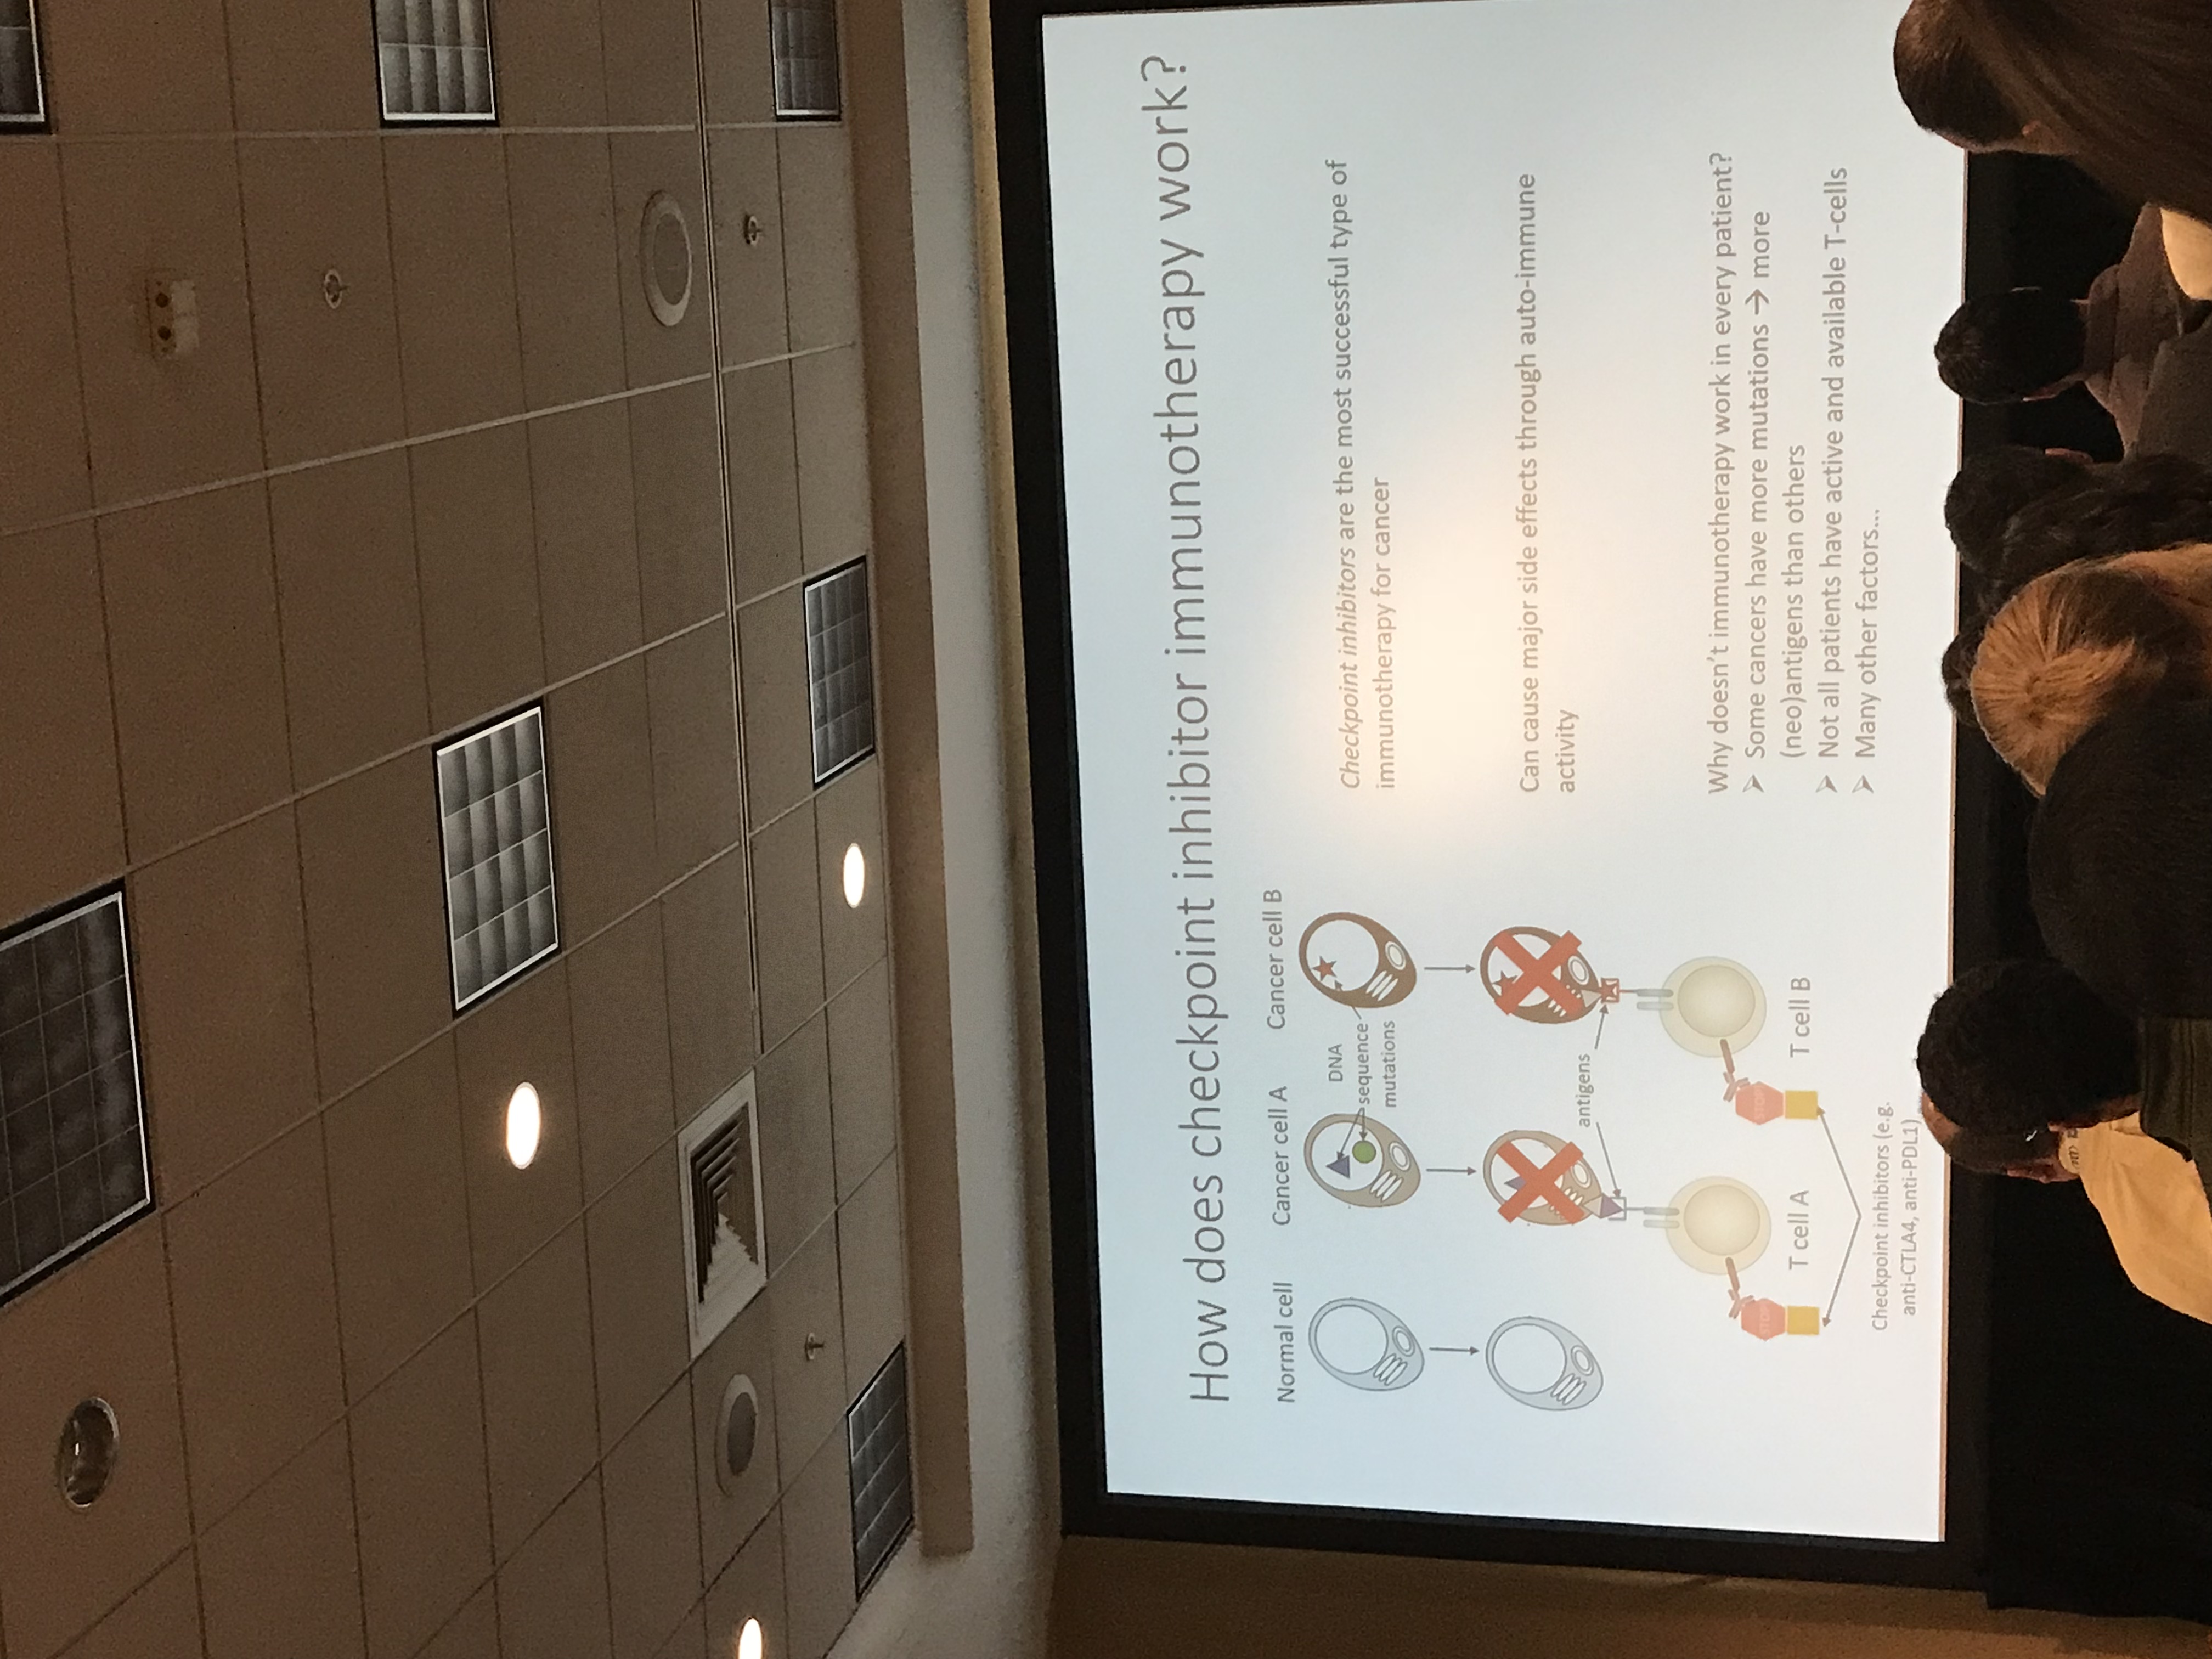 How does checkpoint inhibitor immunotherapy work?
Normal cell
Cancer cell A
Cancer cell B
DNA
sequence
mutations
antigens
STOP
STOP
T cell A
T cell B
Checkpoint inhibitors (e.g.
anti-CTLA4, anti-PDL1)
Checkpoint inhibitors are the most successful type of
immunotherapy for cancer
Can cause major side effects through auto-immune
activity
Why doesn't immunotherapy work in every patient?
➢ Some cancers have more mutations → more
(neo)antigens than others
➢ Not all patients have active and available T-cells
➢ Many other factors...